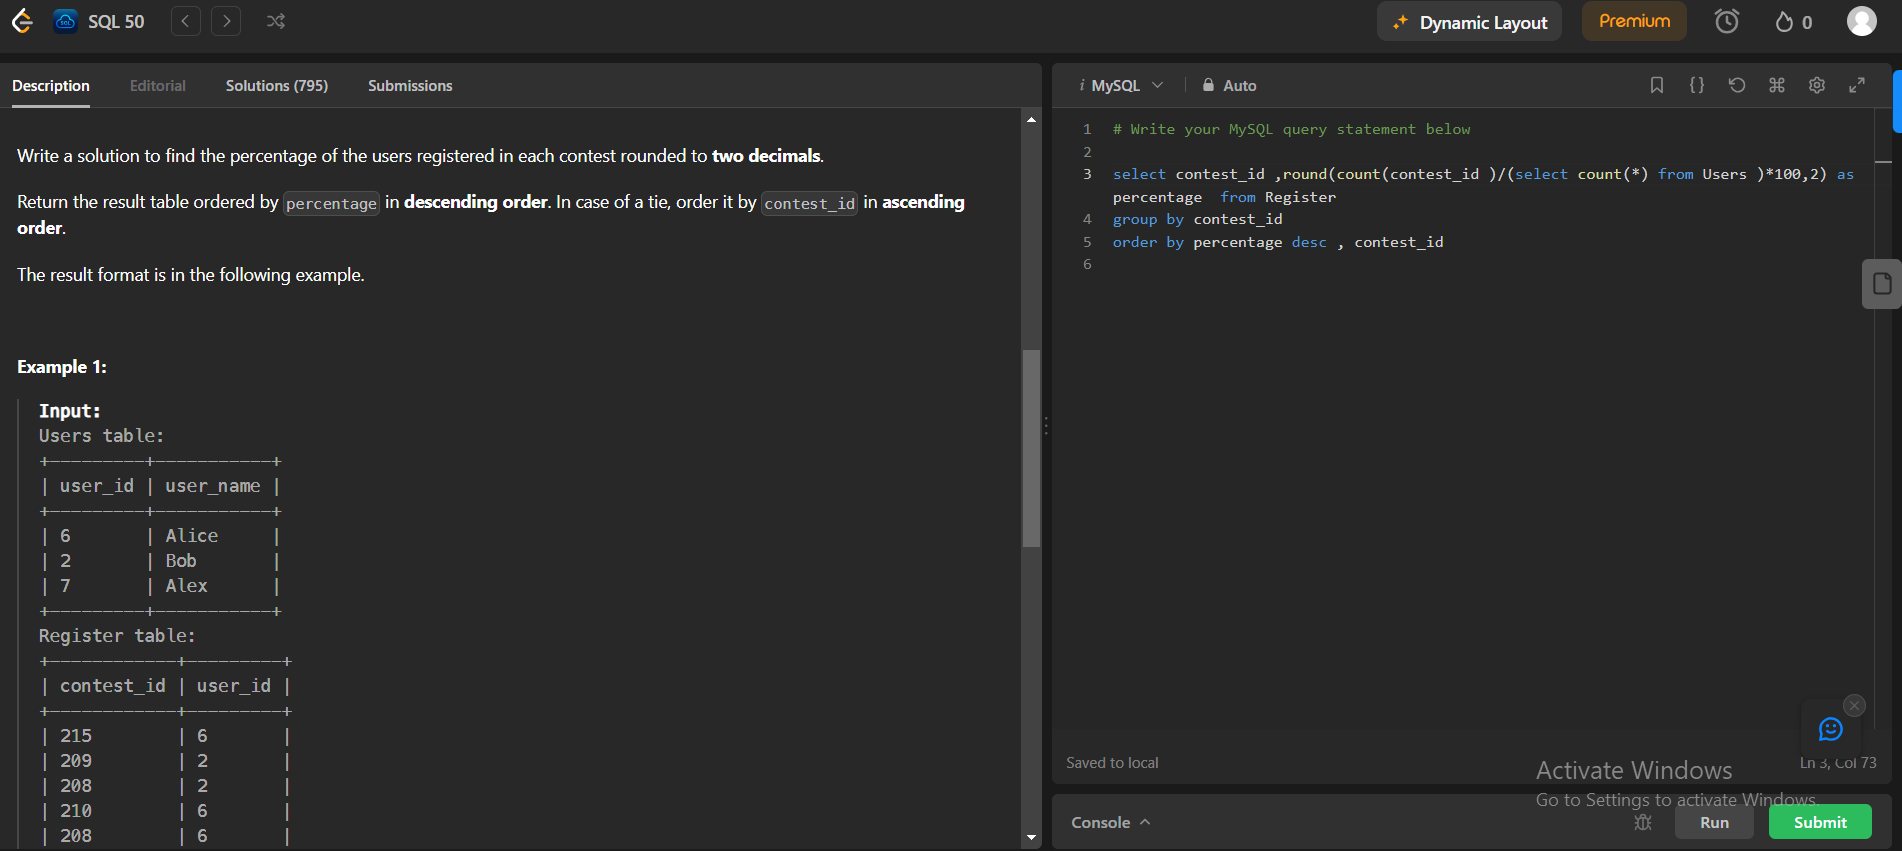 SQL 50
Dynamic Layout
Premium
0
Description
Editorial
Solutions (795)
Submissions
Write a solution to find the percentage of the users registered in each contest rounded to two decimals.
Return the result table ordered by percentage in descending order. In case of a tie, order it by contest_id in ascending
order.
The result format is in the following example.
Example 1:
Input:
Users table:
+---------+-----------+
| user_id | user_name |
+---------+-----------+
| 6 | Alice |
| 2 | Bob |
| 7 | Alex |
+---------+-----------+
Register table:
+------------+---------+
| contest_id | user_id |
+------------+---------+
| 215 | 6 |
| 209 | 2 |
| 208 | 2 |
| 210 | 6 |
| 208 | 6 |
i MySQL
Auto
{}
1 # Write your MySQL query statement below
2
3 select contest_id ,round(count(contest_id )/(select count(*) from Users )*100,2) as
percentage  from Register
4 group by contest_id
5 order by percentage desc , contest_id
6
Saved to local
Ln 3, Col 73
Activate Windows
Go to Settings to activate Windows.
Console
Run
Submit